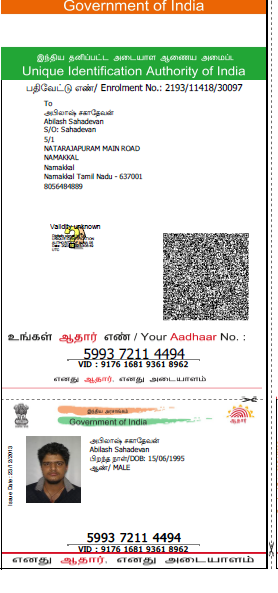 Government of India
இந்திய தனிப்பட்ட அடையாள ஆணைய அமைப்பு
Unique Identification Authority of India
பதிவேட்டு எண்/ Enrolment No.: 2193/11418/30097
To
அபிலாஷ் சகாதேவன்
Abilash Sahadevan
S/O: Sahadevan
5/1
NATARAJAPURAM MAIN ROAD
NAMAKKAL
Namakkal
Namakkal Tamil Nadu - 637001
8056484889
Validity unknown
உங்கள் ஆதார் எண் / Your Aadhaar No. :
5993 7211 4494
VID : 9176 1681 9361 8962
எனது ஆதார், எனது அடையாளம்
இந்திய அரசாங்கம்
Government of India
ஆதார்
Issue Date: 23/12/2013
அபிலாஷ் சகாதேவன்
Abilash Sahadevan
பிறந்த நாள்/DOB: 15/06/1995
ஆண்/ MALE
5993 7211 4494
VID : 9176 1681 9361 8962
எனது ஆதார், எனது அடையாளம்